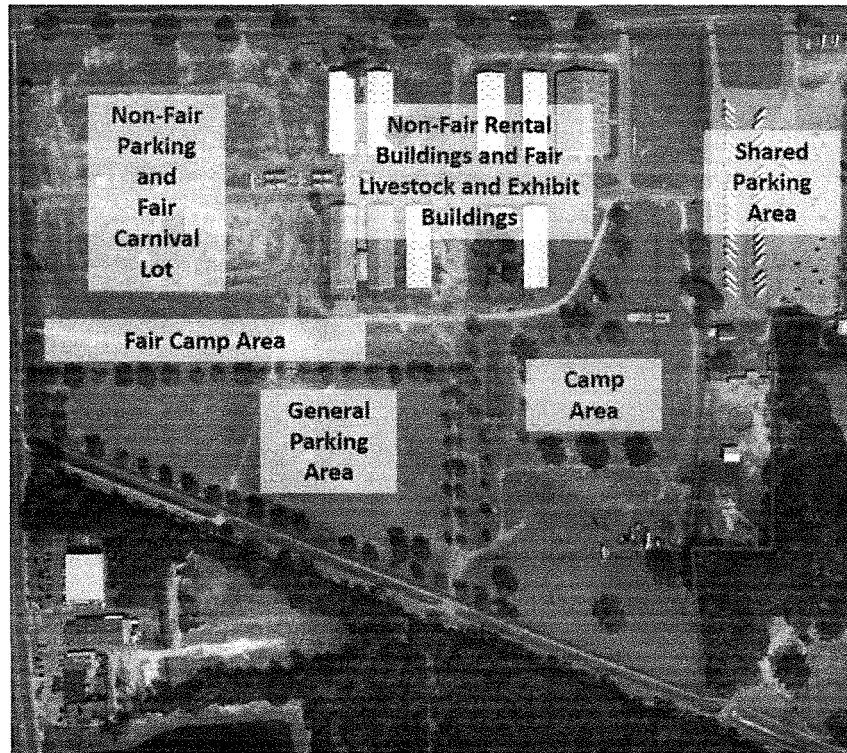 Non-Fair
Parking
and
Fair
Carnival
Lot
Non-Fair Rental
Buildings and Fair
Livestock and Exhibit
Buildings
Shared
Parking
Area
Fair Camp Area
General
Parking
Area
Camp
Area